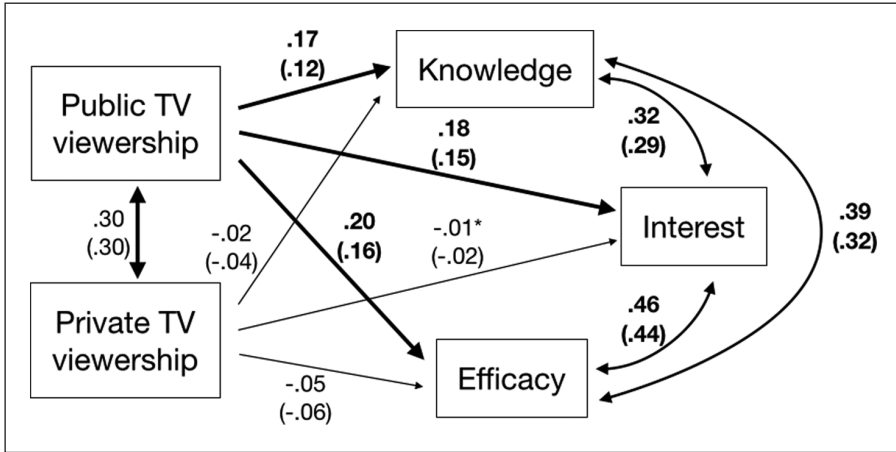 .17
(.12)
Knowledge
Public TV
viewership
.18
(.15)
.32
(.29)
.30
(.30)
-.02
(-.04)
.20
(.16)
-.01*
(-.02)
Interest
.39
(.32)
Private TV
viewership
.46
(.44)
Efficacy
-.05
(-.06)